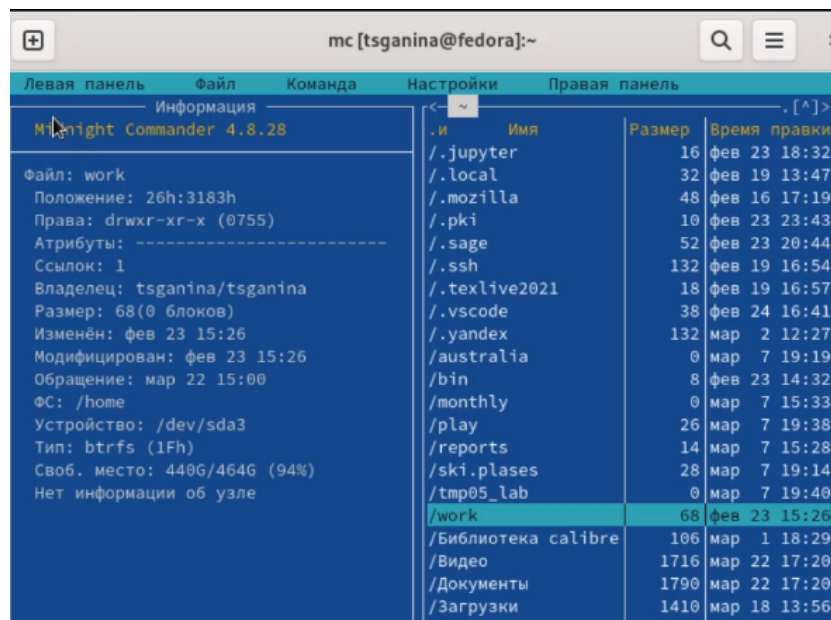 mc [tsganina@fedora]:~
Левая панель Файл Команда Настройки Правая панель
Информация
Midnight Commander 4.8.28
Файл: work
Положение: 26h:3183h
Права: drwxr-xr-x (0755)
Атрибуты: --------------------------
Ссылок: 1
Владелец: tsganina/tsganina
Размер: 68(0 блоков)
Изменён: фев 23 15:26
Модифицирован: фев 23 15:26
Обращение: мар 22 15:00
ФС: /home
Устройство: /dev/sda3
Тип: btrfs (1Fh)
Своб. место: 440G/464G (94%)
Нет информации об узле
<- ~ .[^]>
.и Имя Размер Время правки
/.jupyter 16 фев 23 18:32
/.local 32 фев 19 13:47
/.mozilla 48 фев 16 17:19
/.pki 10 фев 23 23:43
/.sage 52 фев 23 20:44
/.ssh 132 фев 19 16:54
/.texlive2021 18 фев 19 16:57
/.vscode 38 фев 24 16:41
/.yandex 132 мар 2 12:27
/australia 0 мар 7 19:19
/bin 8 фев 23 14:32
/monthly 0 мар 7 15:33
/play 26 мар 7 19:38
/reports 14 мар 7 15:28
/ski.plases 28 мар 7 19:14
/tmp05_lab 0 мар 7 19:40
/work 68 фев 23 15:26
/Библиотека calibre 106 мар 1 18:29
/Видео 1716 мар 22 17:20
/Документы 1790 мар 22 17:20
/Загрузки 1410 мар 18 13:56